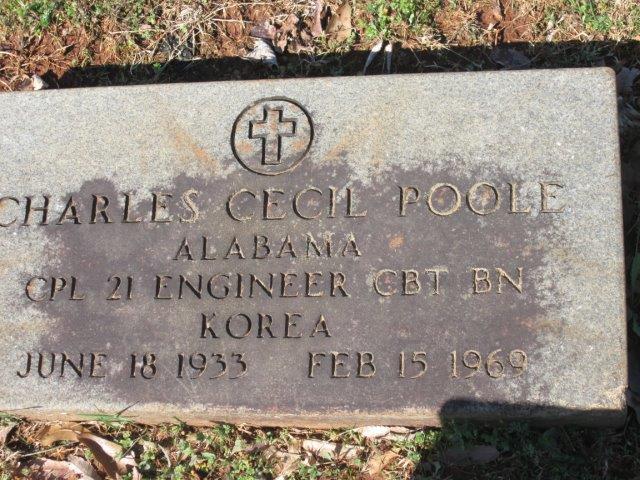 CHARLES CECIL POOLE
ALABAMA
CPL 21 ENGINEER CBT BN
KOREA
JUNE 18 1933 FEB 15 1969